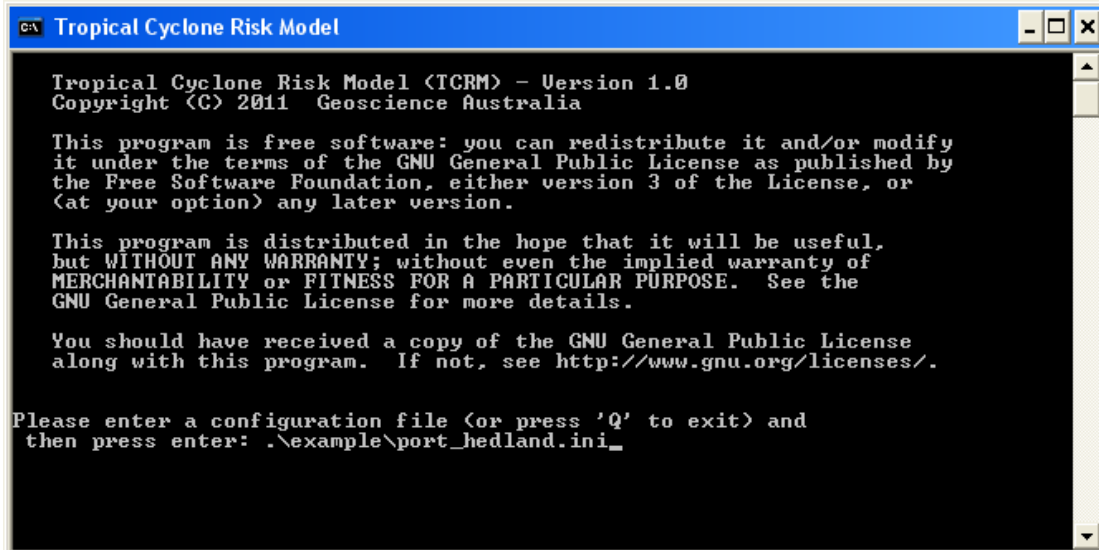 Tropical Cyclone Risk Model
Tropical Cyclone Risk Model (TCRM) - Version 1.0
Copyright (C) 2011 Geoscience Australia
This program is free software: you can redistribute it and/or modify
it under the terms of the GNU General Public License as published by
the Free Software Foundation, either version 3 of the License, or
(at your option) any later version.
This program is distributed in the hope that it will be useful,
but WITHOUT ANY WARRANTY; without even the implied warranty of
MERCHANTABILITY or FITNESS FOR A PARTICULAR PURPOSE.  See the
GNU General Public License for more details.
You should have received a copy of the GNU General Public License
along with this program.  If not, see http://www.gnu.org/licenses/.
Please enter a configuration file (or press 'Q' to exit) and
then press enter: .\example\port_hedland.ini_